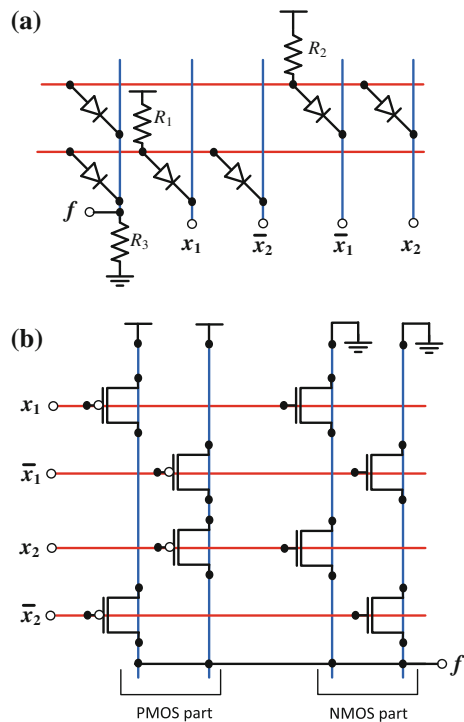 (a)
R₂
R₁
f
R₃
x₁
x̄₂
x̄₁
x₂
(b)
x₁
x̄₁
x₂
x̄₂
f
PMOS part
NMOS part